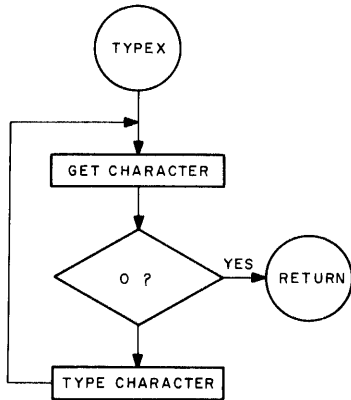 TYPEX
GET CHARACTER
0 ?
YES
RETURN
TYPE CHARACTER